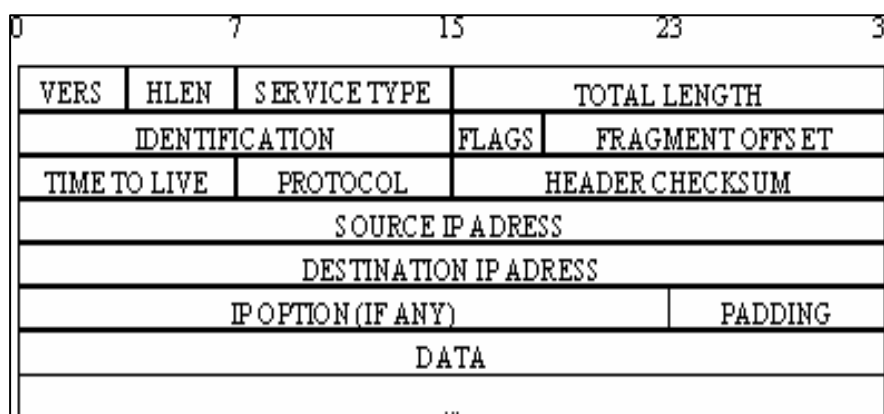 0 7 15 23 3
VERS HLEN SERVICE TYPE TOTAL LENGTH
IDENTIFICATION FLAGS FRAGMENT OFFSET
TIME TO LIVE PROTOCOL HEADER CHECKSUM
SOURCE IP ADRESS
DESTINATION IP ADRESS
IP OPTION (IF ANY) PADDING
DATA
...